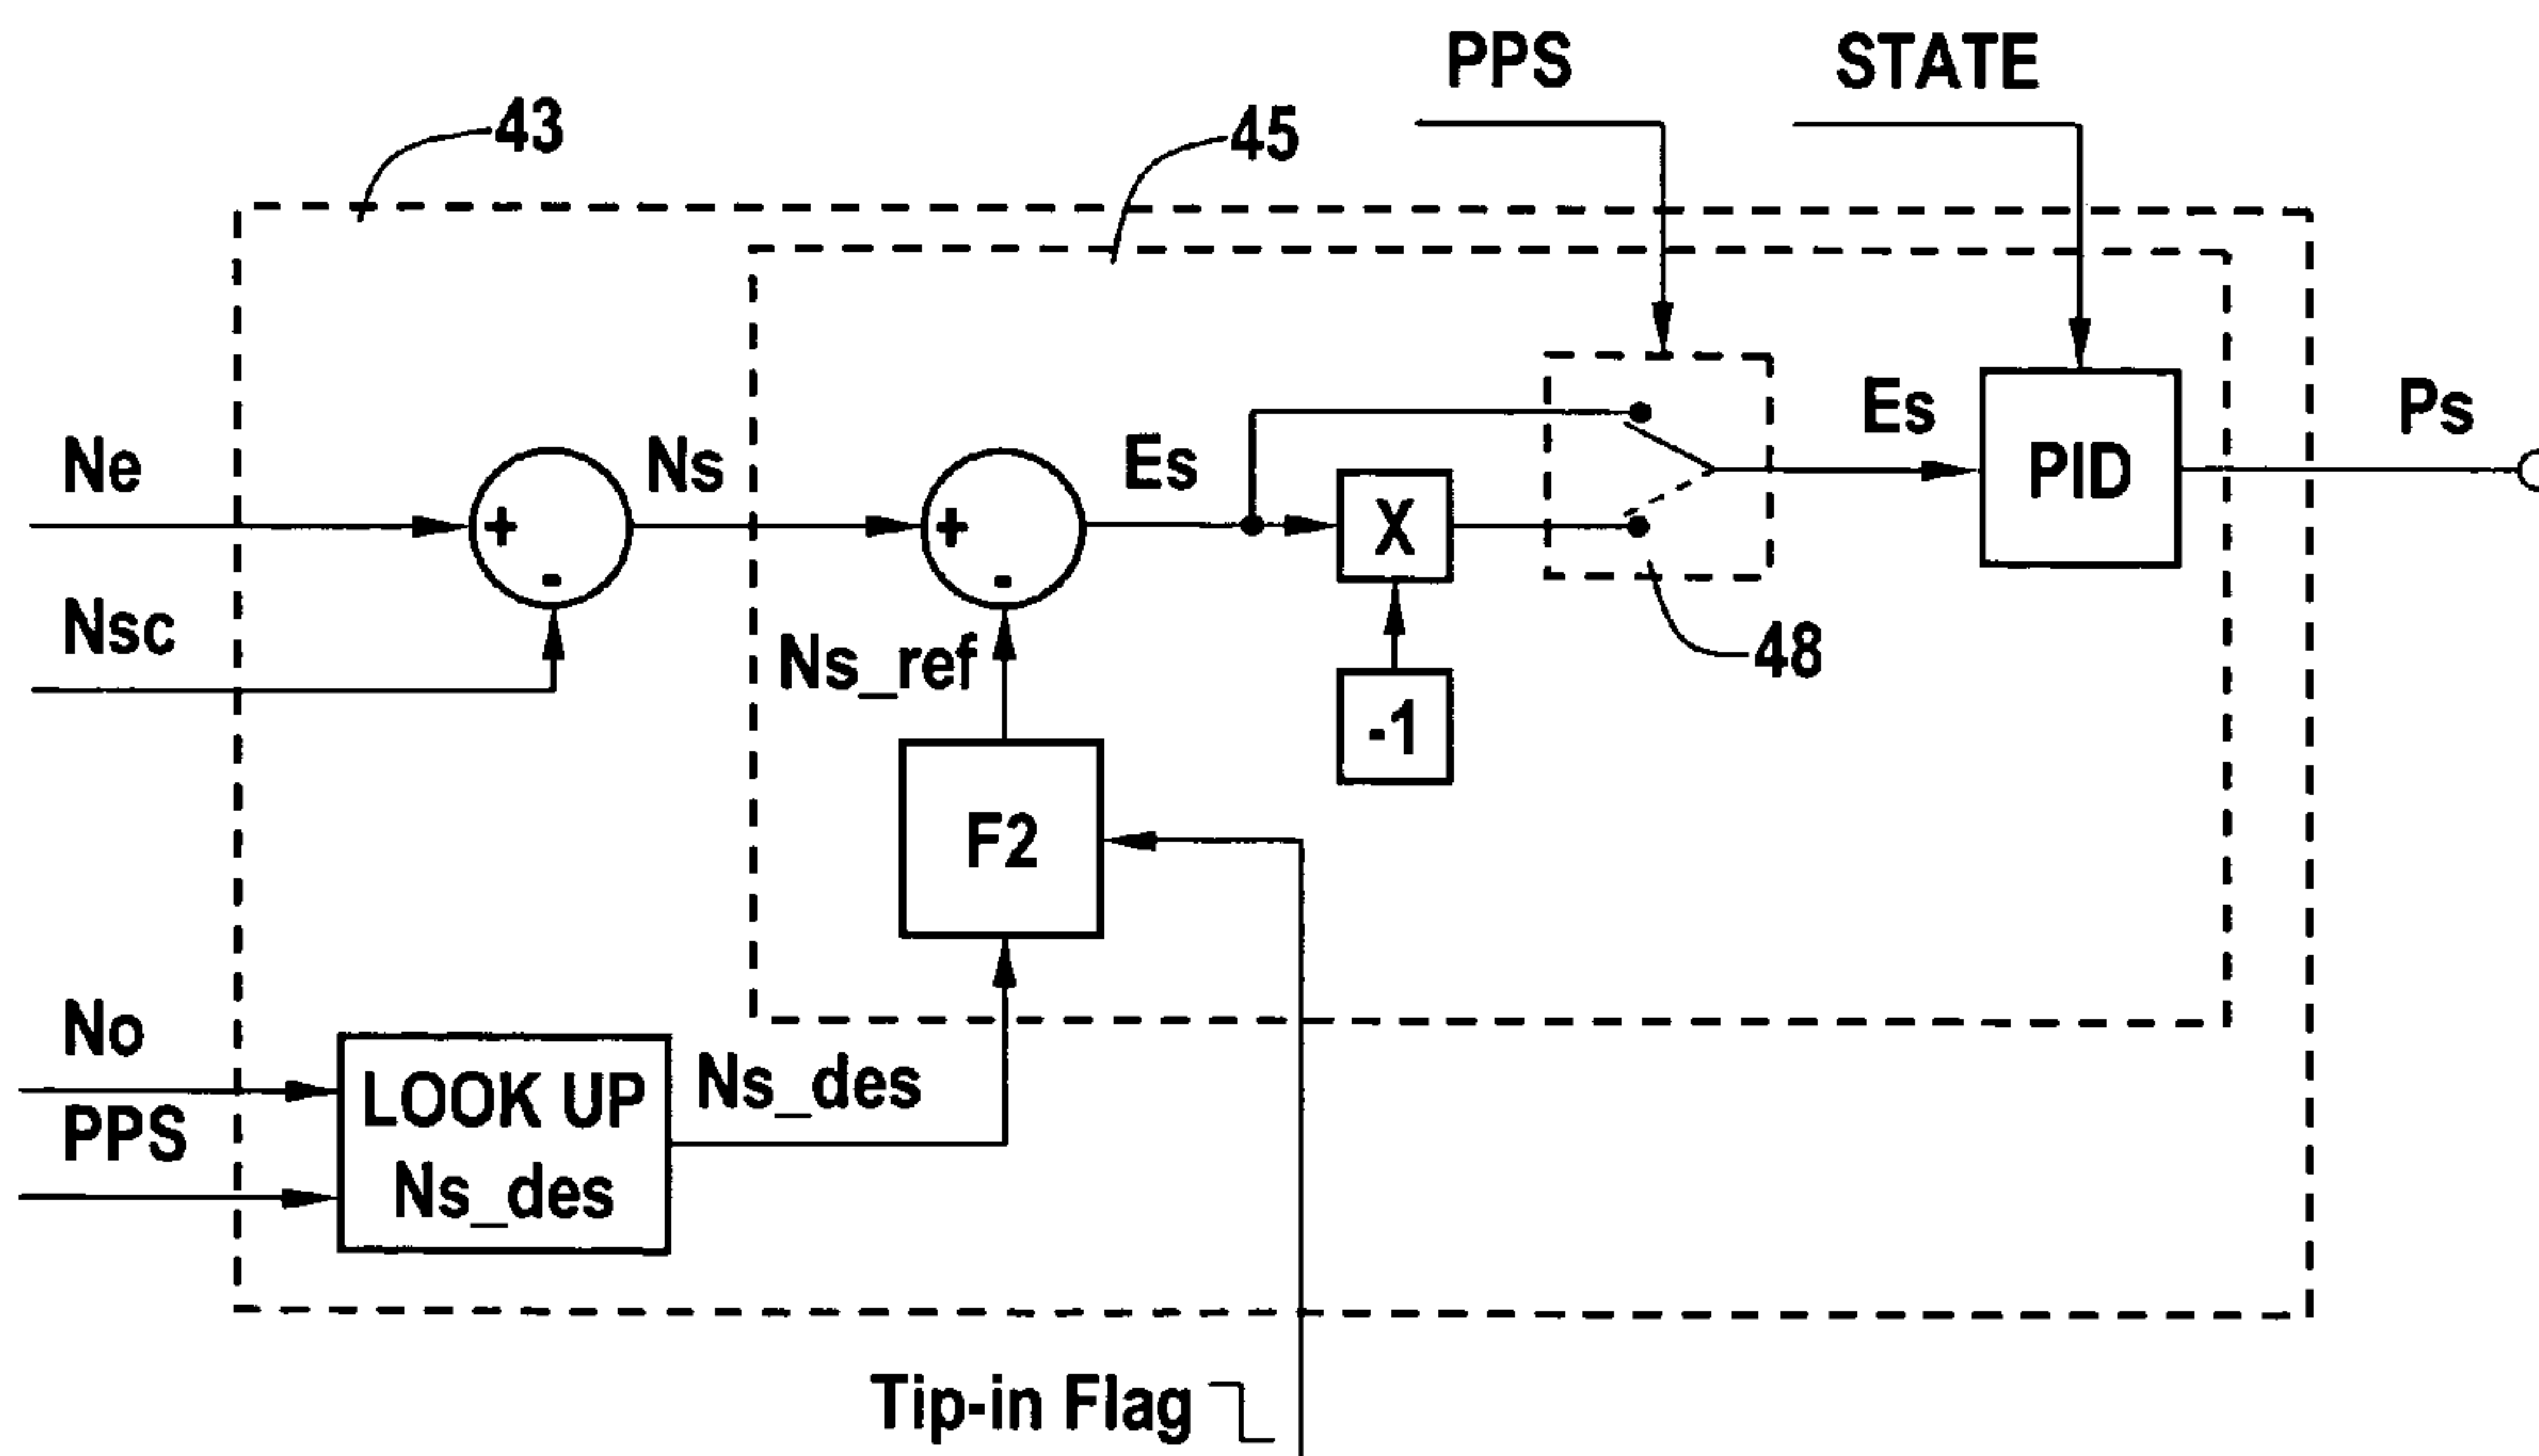 PPS
STATE
43
45
Ne
Ns
Es
Es
Ps
+
-
+
-
X
PID
Nsc
Ns_ref
48
-1
F2
No
PPS
LOOK UP
Ns_des
Ns_des
Tip-in Flag